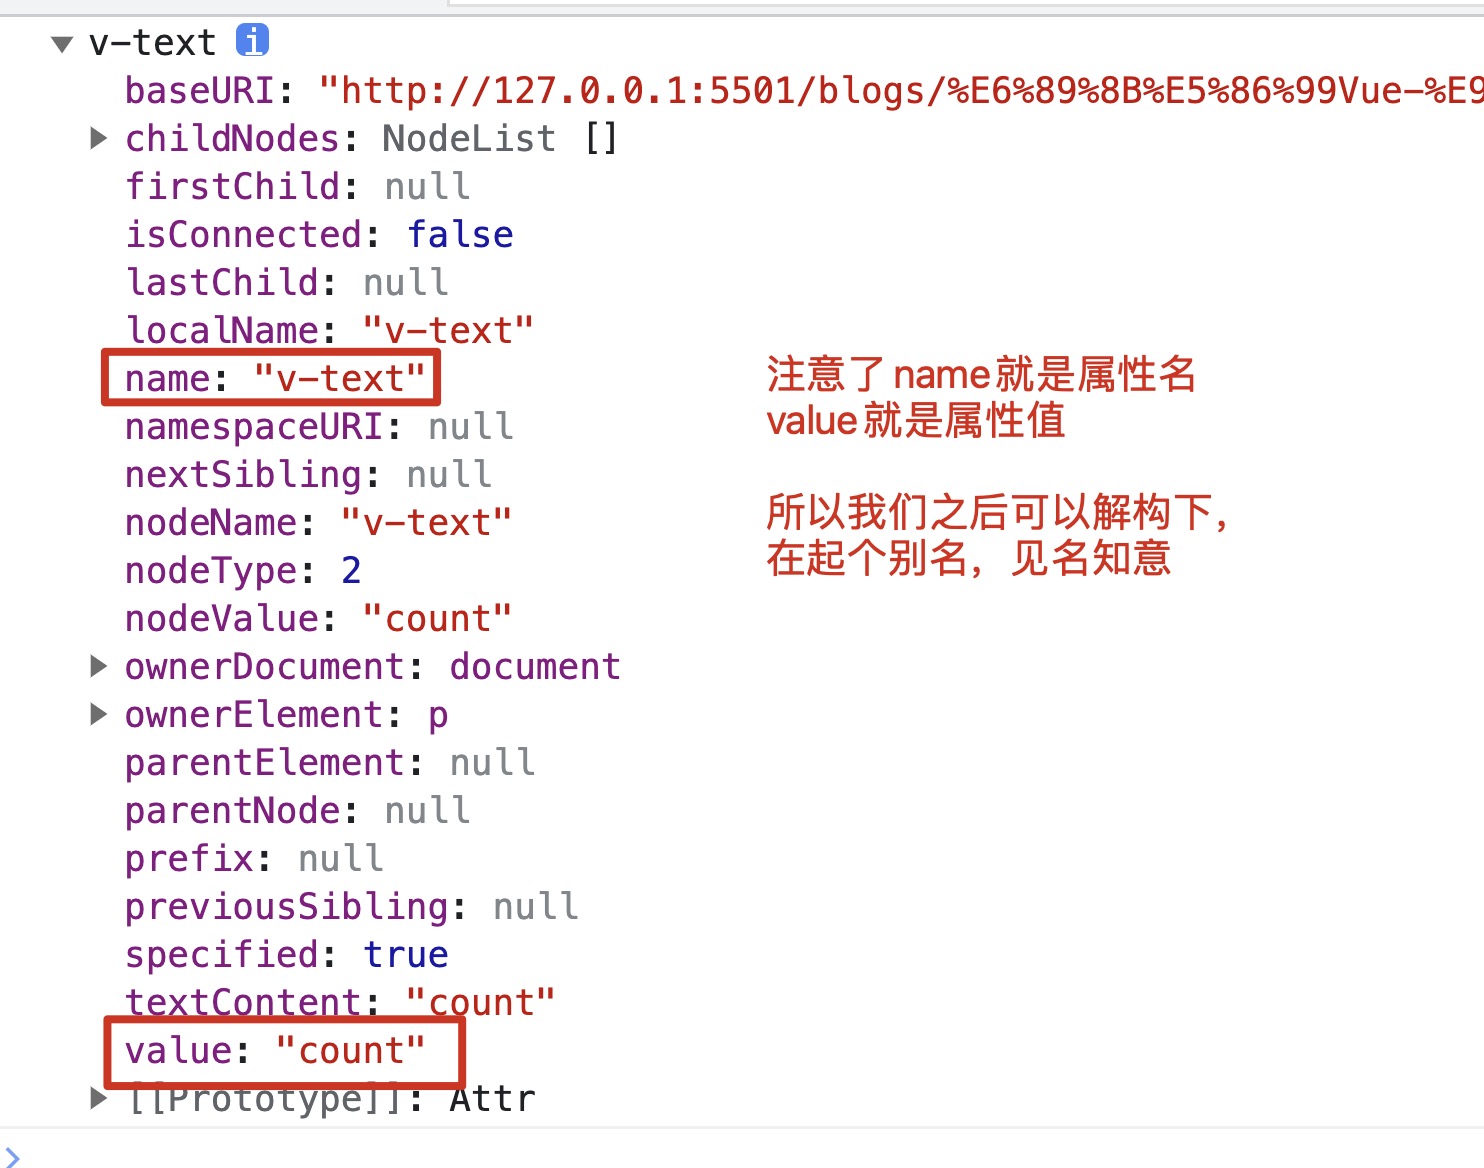 v-text i
baseURI: "http://127.0.0.1:5501/blogs/%E6%89%8B%E5%86%99Vue-%E9
childNodes: NodeList []
firstChild: null
isConnected: false
lastChild: null
localName: "v-text"
name: "v-text"
注意了name就是属性名
value就是属性值
namespaceURI: null
nextSibling: null
所以我们之后可以解构下，
在起个别名，见名知意
nodeName: "v-text"
nodeType: 2
nodeValue: "count"
ownerDocument: document
ownerElement: p
parentElement: null
parentNode: null
prefix: null
previousSibling: null
specified: true
textContent: "count"
value: "count"
[[Prototype]]: Attr